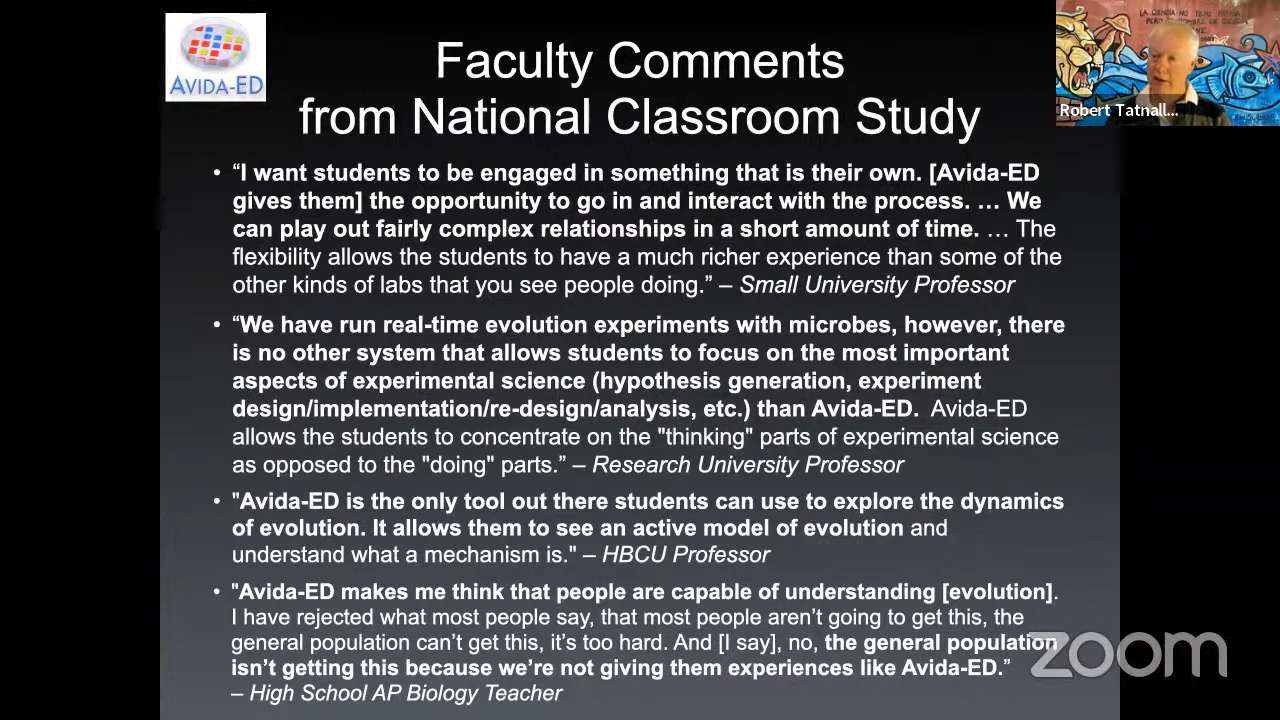 AVIDA-ED
Faculty Comments
from National Classroom Study
LA CIENCIA NO TIENE PATRIA
Robert Tatnall...
• “I want students to be engaged in something that is their own. [Avida-ED
gives them] the opportunity to go in and interact with the process. … We
can play out fairly complex relationships in a short amount of time. … The
flexibility allows the students to have a much richer experience than some of the
other kinds of labs that you see people doing.” – Small University Professor
• “We have run real-time evolution experiments with microbes, however, there
is no other system that allows students to focus on the most important
aspects of experimental science (hypothesis generation, experiment
design/implementation/re-design/analysis, etc.) than Avida-ED. Avida-ED
allows the students to concentrate on the "thinking" parts of experimental science
as opposed to the "doing" parts.” – Research University Professor
• "Avida-ED is the only tool out there students can use to explore the dynamics
of evolution. It allows them to see an active model of evolution and
understand what a mechanism is." – HBCU Professor
• "Avida-ED makes me think that people are capable of understanding [evolution].
I have rejected what most people say, that most people aren’t going to get this, the
general population can’t get this, it’s too hard. And [I say], no, the general population
isn’t getting this because we’re not giving them experiences like Avida-ED.”
– High School AP Biology Teacher
zoom